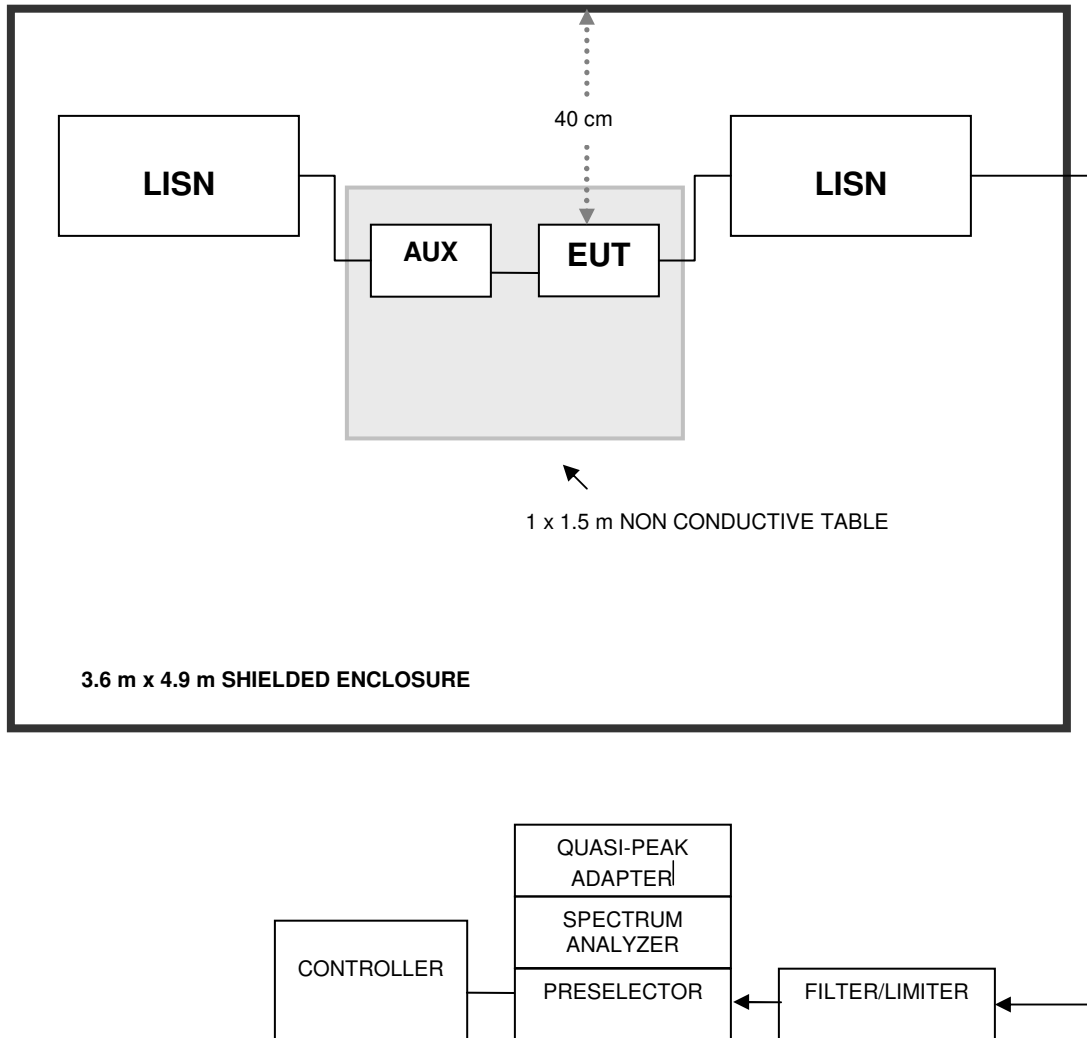 40 cm
LISN
LISN
AUX
EUT
1 x 1.5 m NON CONDUCTIVE TABLE
3.6 m x 4.9 m SHIELDED ENCLOSURE
QUASI-PEAK
ADAPTER
SPECTRUM
ANALYZER
CONTROLLER
PRESELECTOR
FILTER/LIMITER